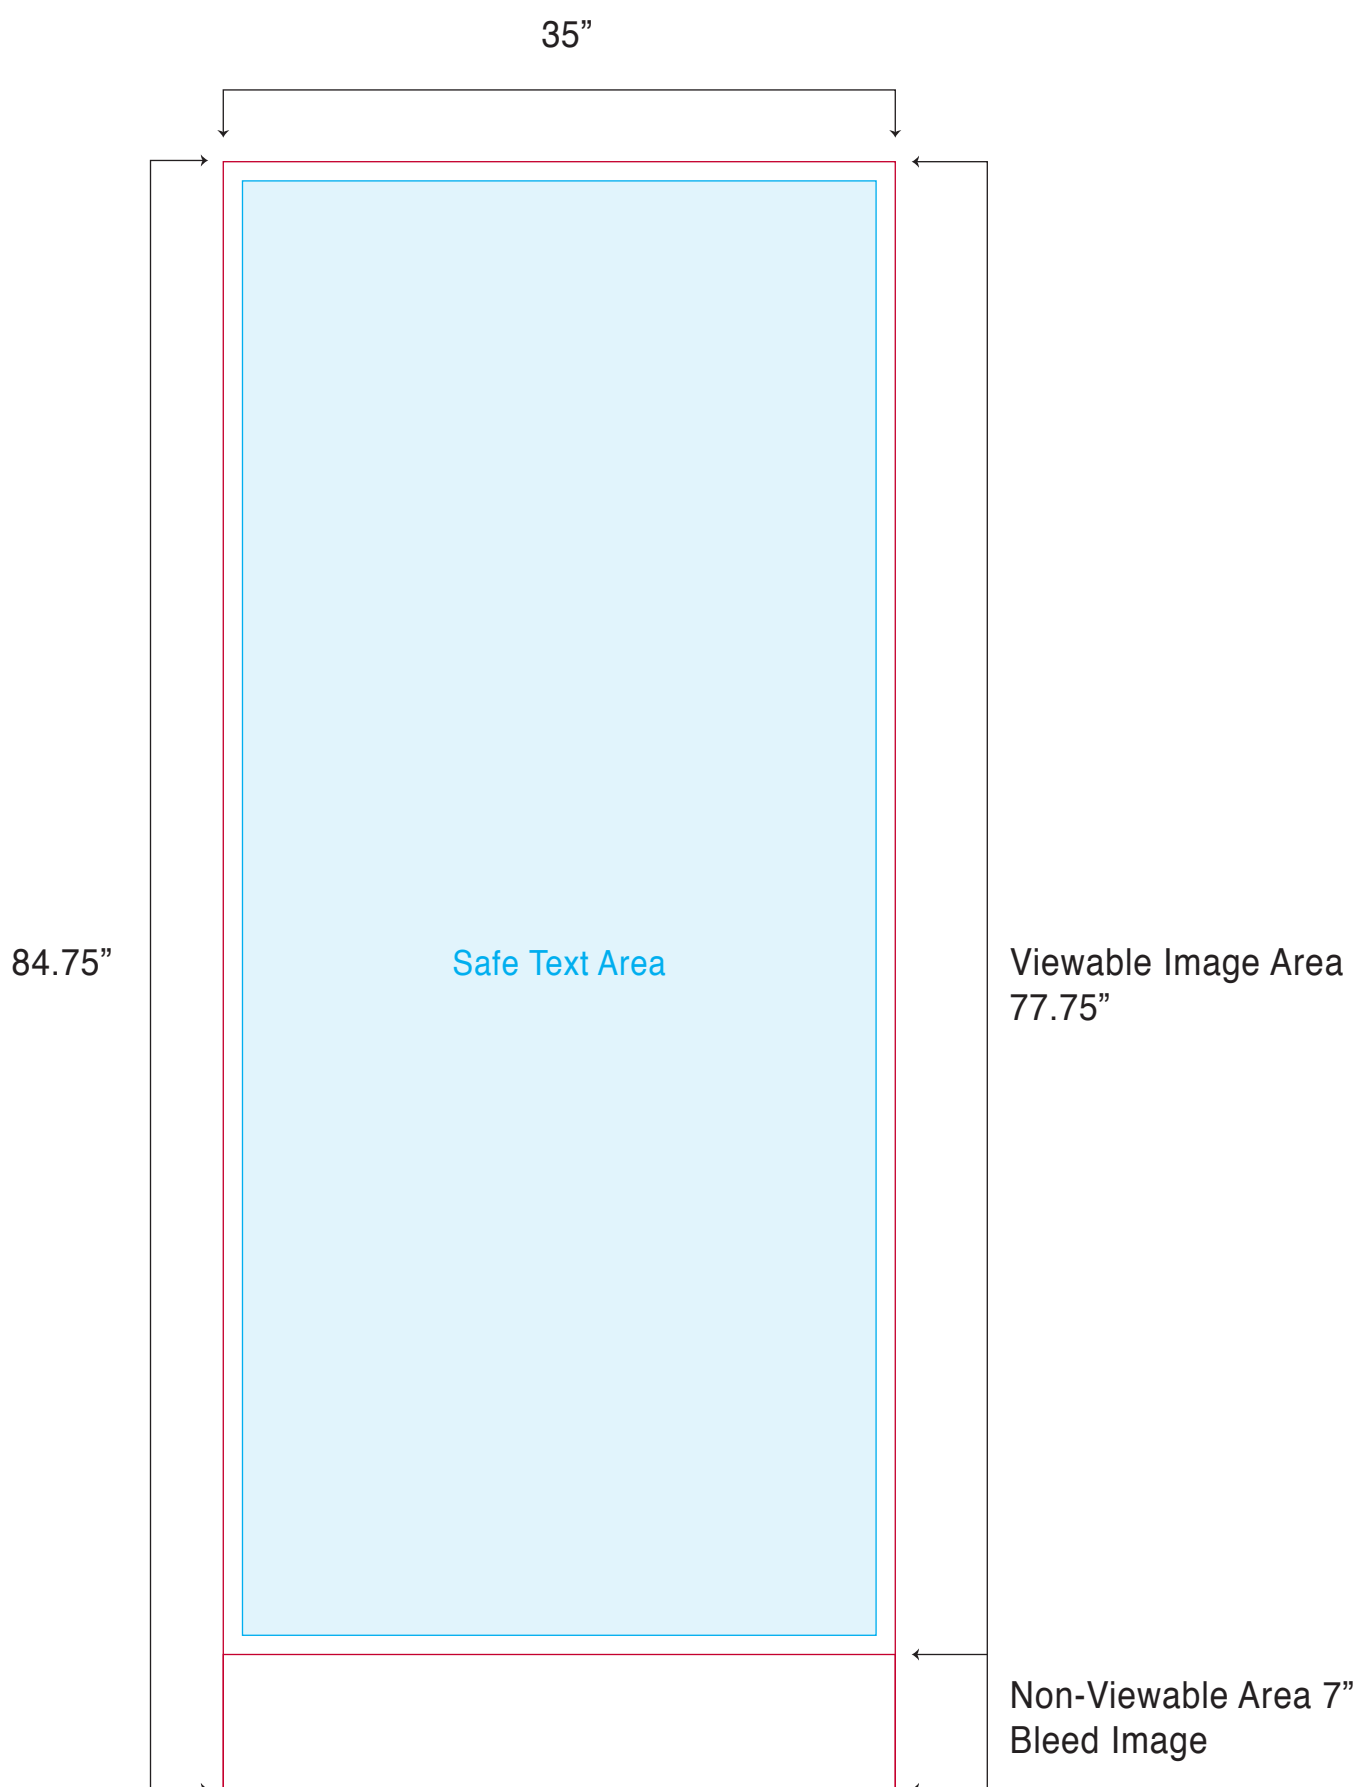 35”
84.75”
Safe Text Area
Viewable Image Area
77.75”
Non-Viewable Area 7”
Bleed Image